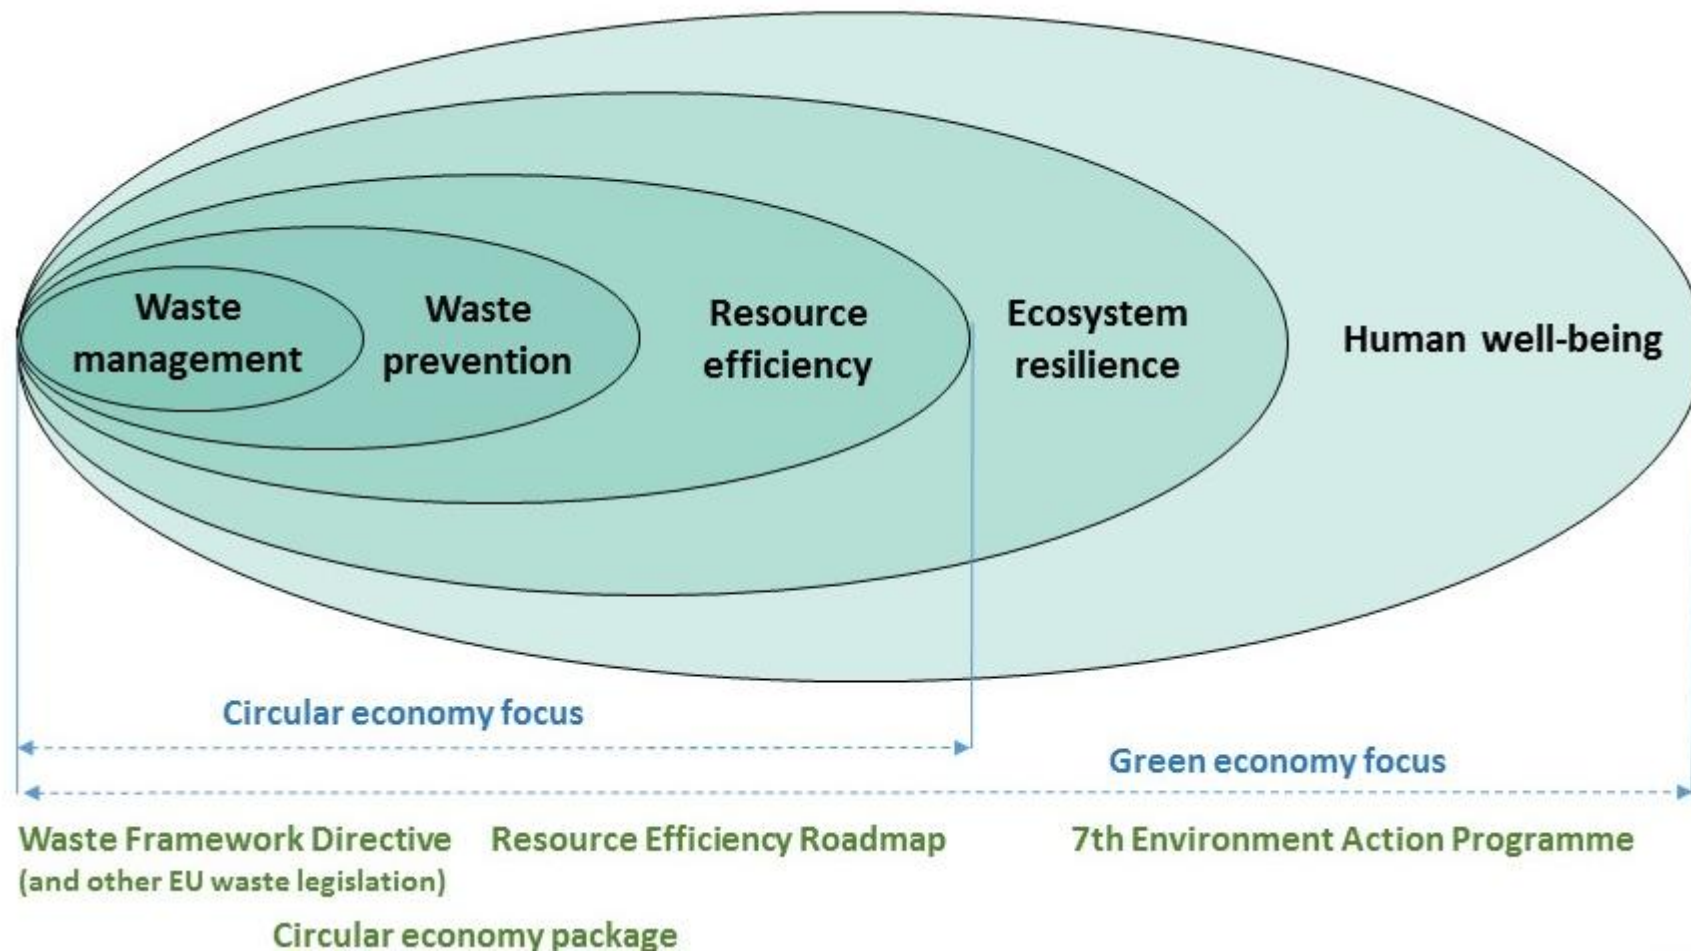 Waste
management
Waste
prevention
Resource
efficiency
Ecosystem
resilience
Human well-being
Circular economy focus
Green economy focus
Waste Framework Directive
(and other EU waste legislation)
Resource Efficiency Roadmap
7th Environment Action Programme
Circular economy package